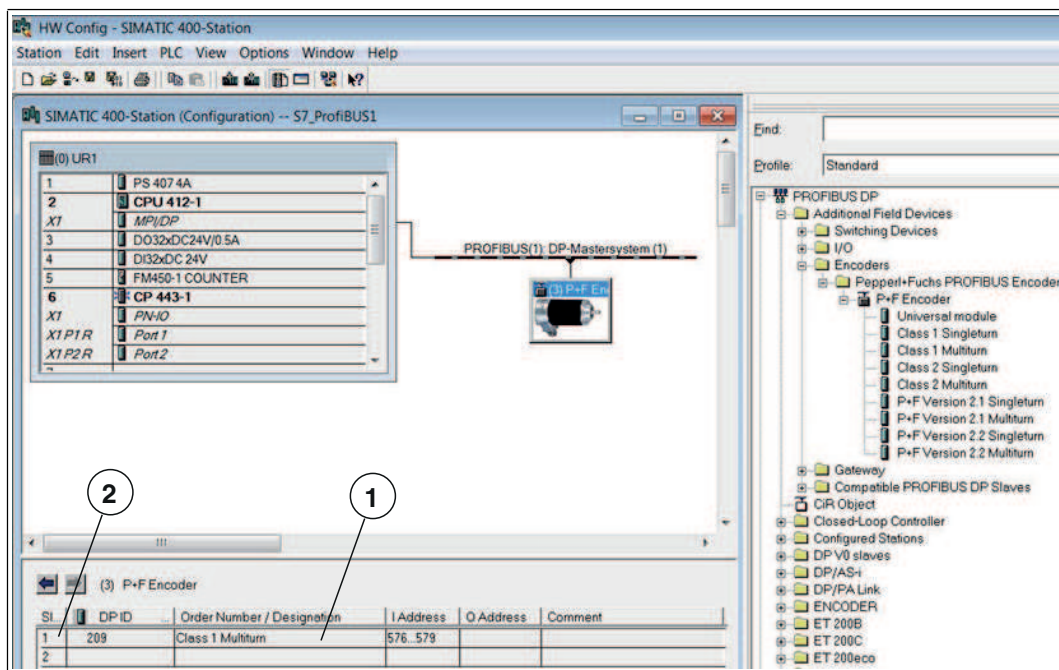 HW Config - SIMATIC 400-Station
Station Edit Insert PLC View Options Window Help
SIMATIC 400-Station (Configuration) -- S7_ProfiBUS1
(0) UR1
1 PS 407 4A
2 CPU 412-1
X1 MPI/DP
3 DO32xDC24V/0.5A
4 DI32xDC 24V
5 FM450-1 COUNTER
6 CP 443-1
X1 PN-IO
X1 P1 R Port 1
X1 P2 R Port 2
PROFIBUS(1): DP-Mastersystem (1)
(3) P+F En
Find:
Profile: Standard
PROFIBUS DP
Additional Field Devices
Switching Devices
I/O
Encoders
Pepperl+Fuchs PROFIBUS Encoder
P+F Encoder
Universal module
Class 1 Singleturn
Class 1 Multiturn
Class 2 Singleturn
Class 2 Multiturn
P+F Version 2.1 Singleturn
P+F Version 2.1 Multiturn
P+F Version 2.2 Singleturn
P+F Version 2.2 Multiturn
Gateway
Compatible PROFIBUS DP Slaves
CiR Object
Closed-Loop Controller
Configured Stations
DP V0 slaves
DP/AS-i
DP/PA Link
ENCODER
ET 200B
ET 200C
ET 200eco
2
1
(3) P+F Encoder
Sl... DP ID ... Order Number / Designation I Address O Address Comment
1 209 Class 1 Multiturn 576...579
2